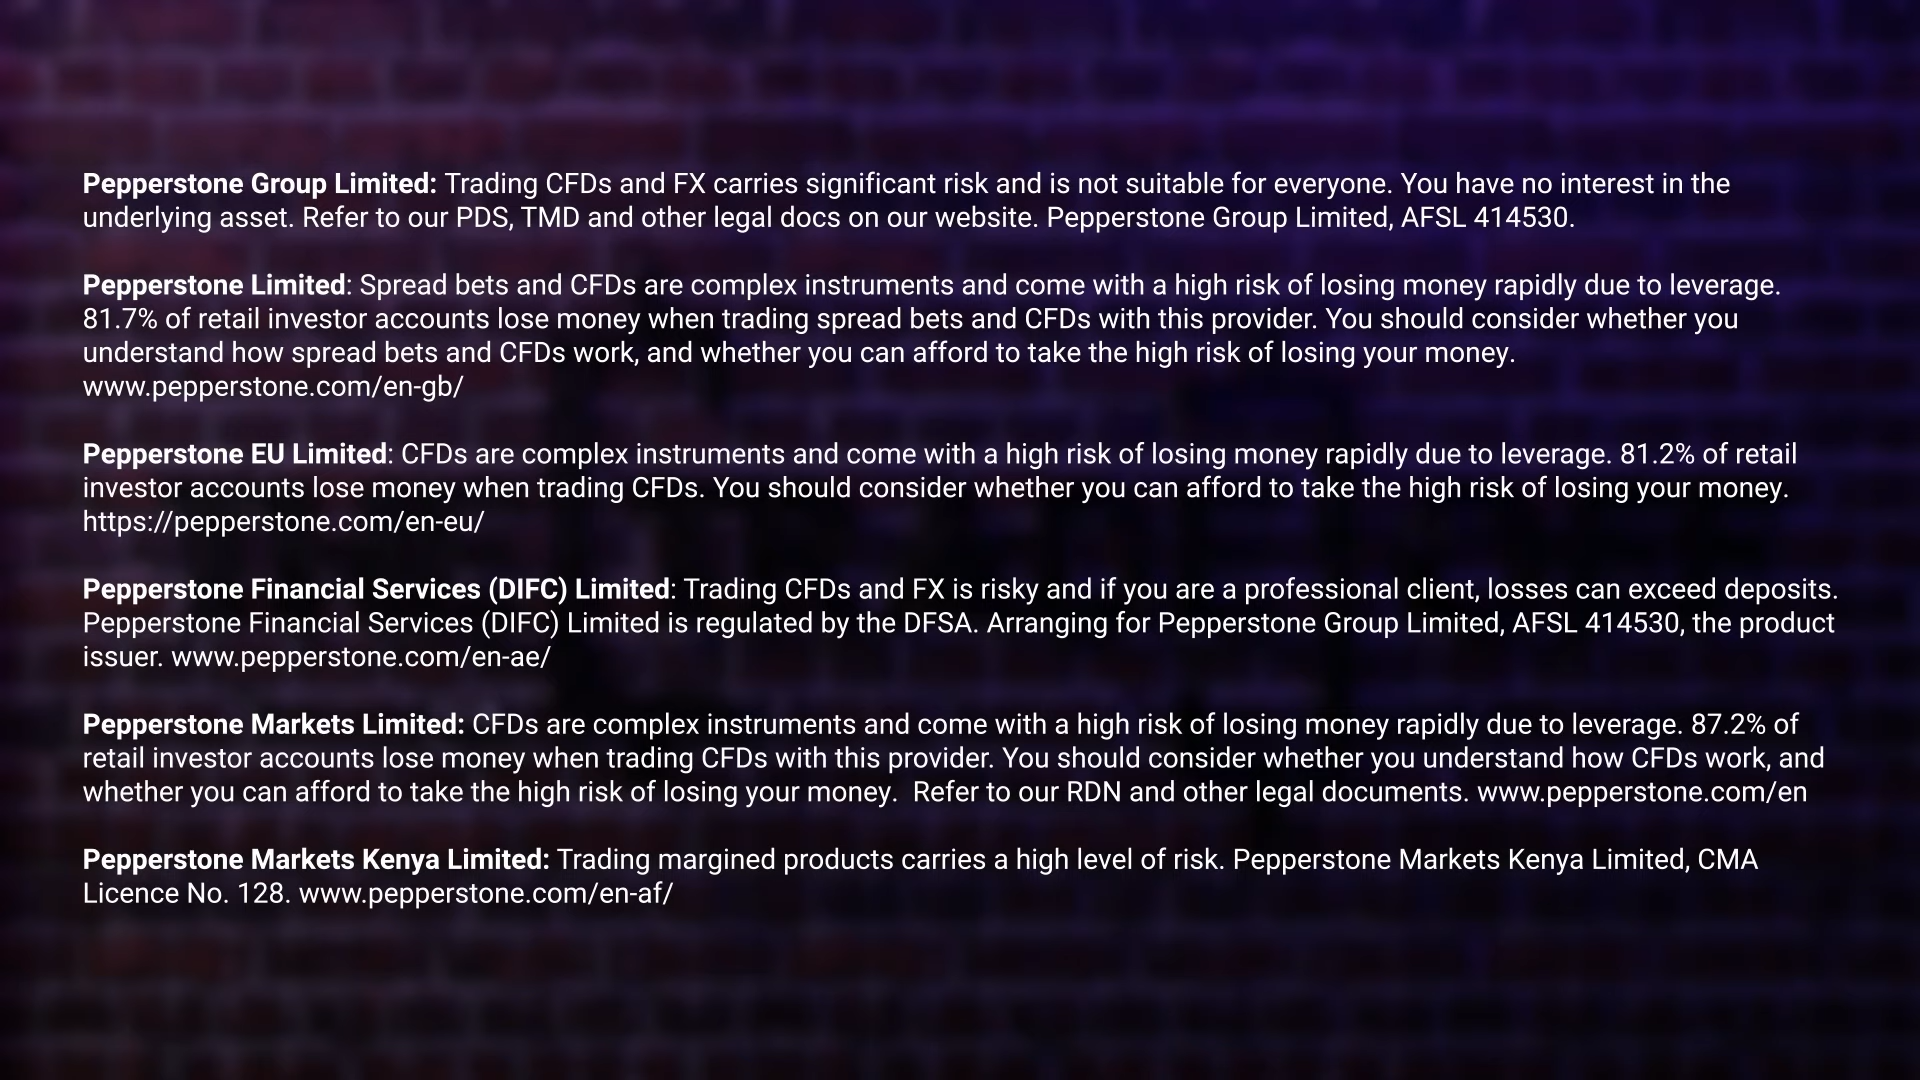 Pepperstone Group Limited: Trading CFDs and FX carries significant risk and is not suitable for everyone. You have no interest in the
underlying asset. Refer to our PDS, TMD and other legal docs on our website. Pepperstone Group Limited, AFSL 414530.
Pepperstone Limited: Spread bets and CFDs are complex instruments and come with a high risk of losing money rapidly due to leverage.
81.7% of retail investor accounts lose money when trading spread bets and CFDs with this provider. You should consider whether you
understand how spread bets and CFDs work, and whether you can afford to take the high risk of losing your money.
www.pepperstone.com/en-gb/
Pepperstone EU Limited: CFDs are complex instruments and come with a high risk of losing money rapidly due to leverage. 81.2% of retail
investor accounts lose money when trading CFDs. You should consider whether you can afford to take the high risk of losing your money.
https://pepperstone.com/en-eu/
Pepperstone Financial Services (DIFC) Limited: Trading CFDs and FX is risky and if you are a professional client, losses can exceed deposits.
Pepperstone Financial Services (DIFC) Limited is regulated by the DFSA. Arranging for Pepperstone Group Limited, AFSL 414530, the product
issuer. www.pepperstone.com/en-ae/
Pepperstone Markets Limited: CFDs are complex instruments and come with a high risk of losing money rapidly due to leverage. 87.2% of
retail investor accounts lose money when trading CFDs with this provider. You should consider whether you understand how CFDs work, and
whether you can afford to take the high risk of losing your money.  Refer to our RDN and other legal documents. www.pepperstone.com/en
Pepperstone Markets Kenya Limited: Trading margined products carries a high level of risk. Pepperstone Markets Kenya Limited, CMA
Licence No. 128. www.pepperstone.com/en-af/